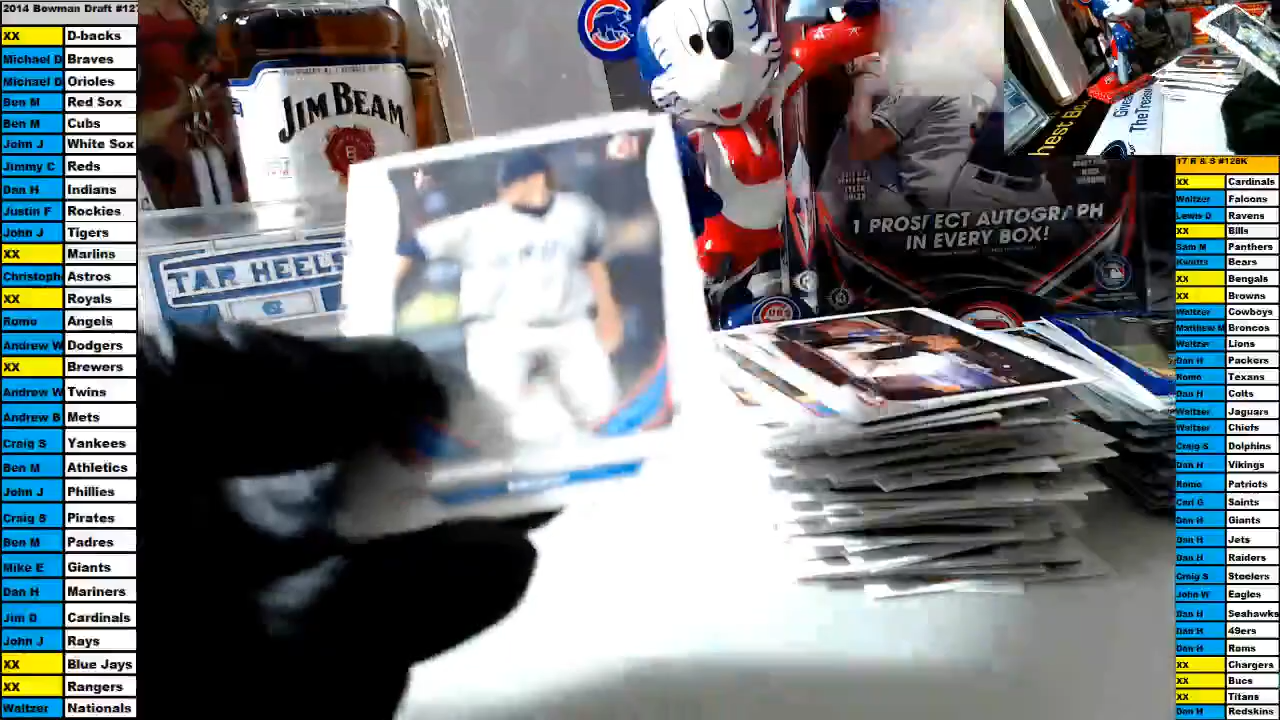 2014 Bowman Draft #127
XX D-backs
Michael D Braves
Michael D Orioles
Ben M Red Sox
Ben M Cubs
John J White Sox
Jimmy C Reds
Dan H Indians
Justin F Rockies
John J Tigers
XX Marlins
Christoph Astros
XX Royals
Romo Angels
Andrew W Dodgers
XX Brewers
Andrew W Twins
Andrew B Mets
Craig S Yankees
Ben M Athletics
John J Phillies
Craig S Pirates
Ben M Padres
Mike E Giants
Dan H Mariners
Jim D Cardinals
John J Rays
XX Blue Jays
XX Rangers
Waltzer Nationals
JIM BEAM
TAR HEELS
CUBS
1 PROSPECT AUTOGRAPH
IN EVERY BOX!
17 R & S #128K
XX Cardinals
Waltzer Falcons
Lewis D Ravens
XX Bills
Sam M Panthers
Kwatts Bears
XX Bengals
XX Browns
Waltzer Cowboys
Matthew M Broncos
Waltzer Lions
Dan H Packers
Romo Texans
Dan H Colts
Waltzer Jaguars
Waltzer Chiefs
Craig S Dolphins
Dan H Vikings
Romo Patriots
Carl G Saints
Dan H Giants
Dan H Jets
Dan H Raiders
Craig S Steelers
John W Eagles
Dan H Seahawks
Dan H 49ers
Dan H Rams
XX Chargers
XX Bucs
XX Titans
Dan H Redskins